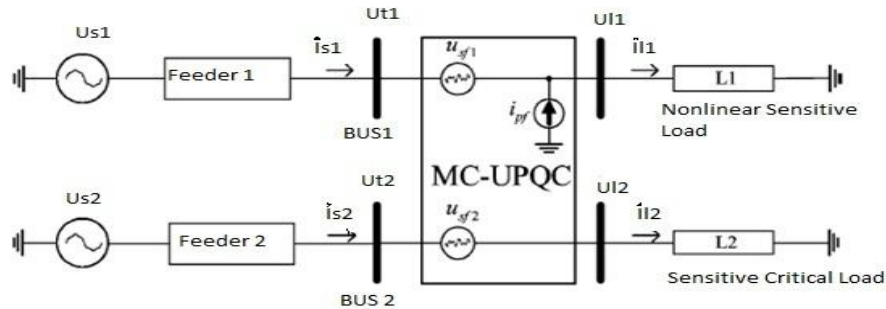 Us1
Feeder 1
is1
Ut1
BUS1
usf1
ipf
Ul1
il1
L1
Nonlinear Sensitive
Load
MC-UPQC
Us2
Feeder 2
is2
Ut2
BUS 2
usf2
Ul2
il2
L2
Sensitive Critical Load